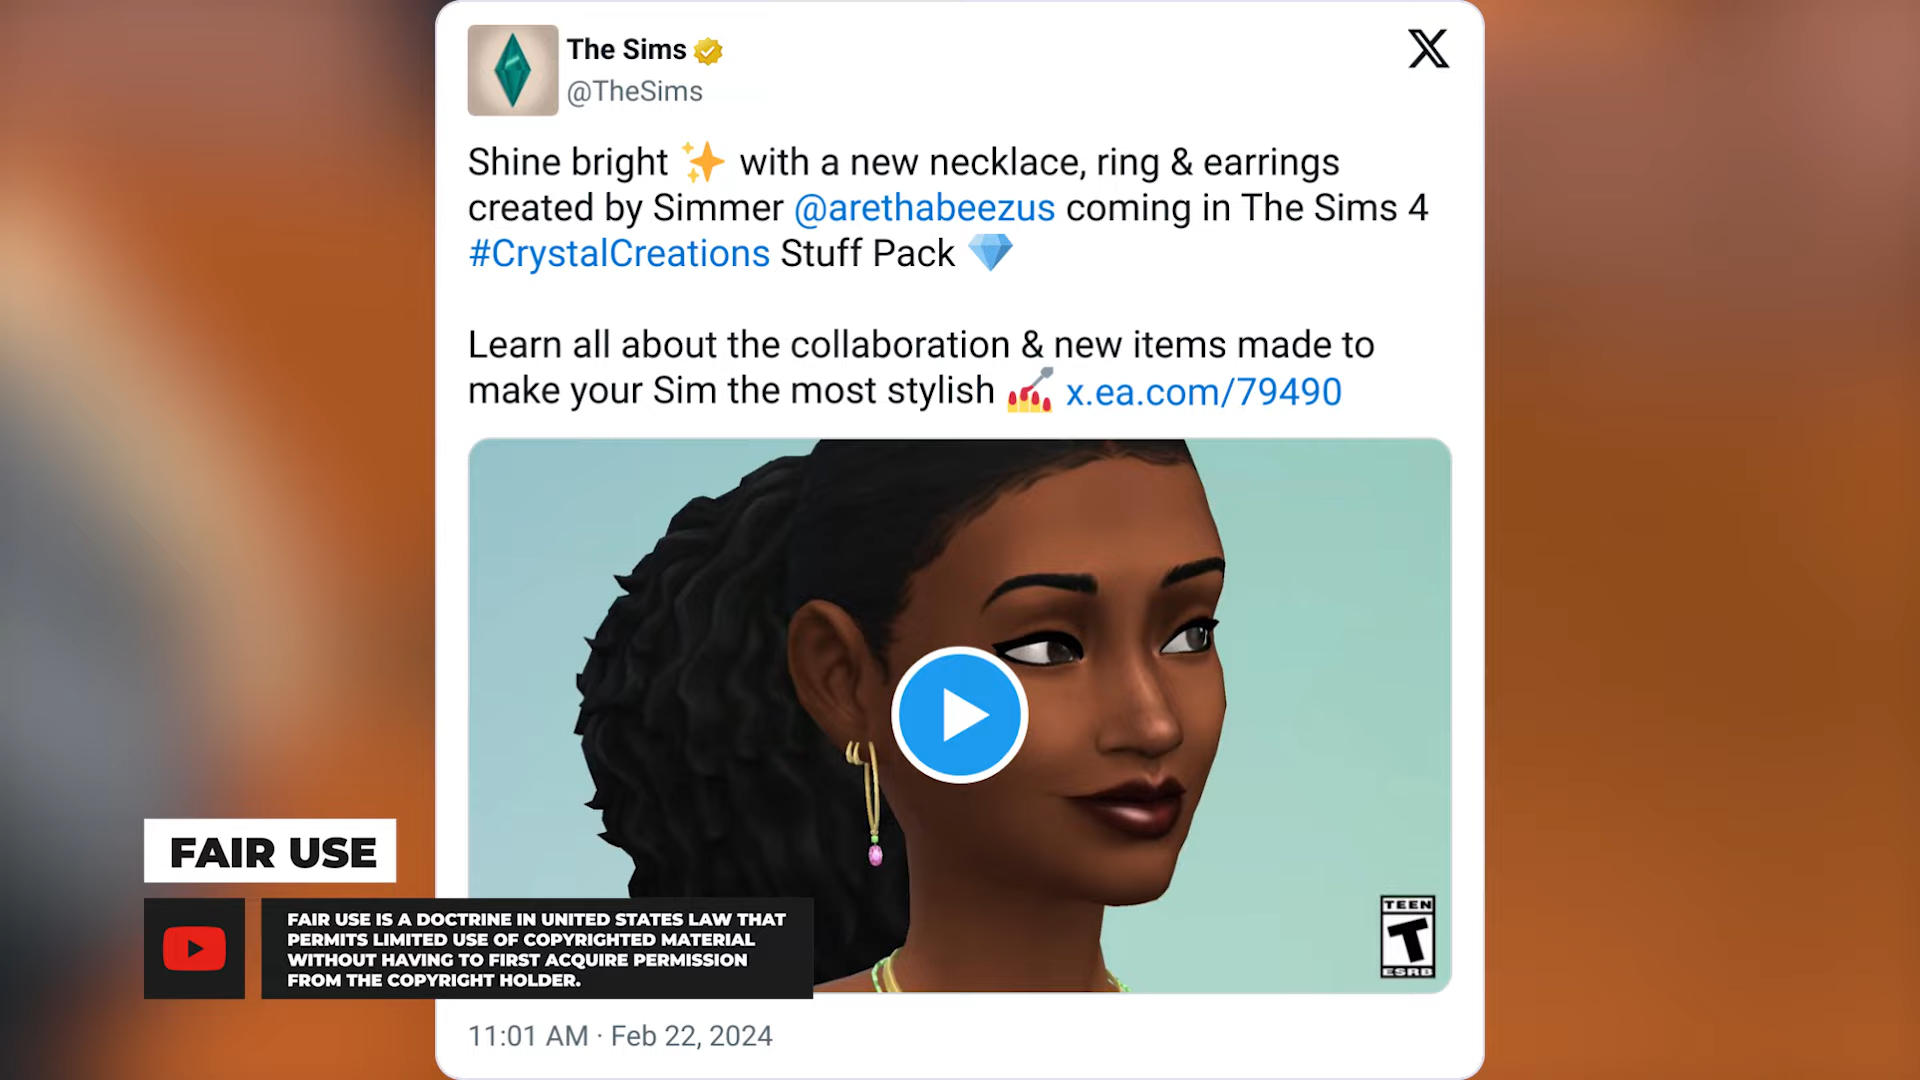 The Sims
@TheSims
Shine bright ✨ with a new necklace, ring & earrings
created by Simmer @arethabeezus coming in The Sims 4
#CrystalCreations Stuff Pack 💎
Learn all about the collaboration & new items made to
make your Sim the most stylish 💅 x.ea.com/79490
TEEN
T
ESRB
FAIR USE
FAIR USE IS A DOCTRINE IN UNITED STATES LAW THAT
PERMITS LIMITED USE OF COPYRIGHTED MATERIAL
WITHOUT HAVING TO FIRST ACQUIRE PERMISSION
FROM THE COPYRIGHT HOLDER.
11:01 AM · Feb 22, 2024